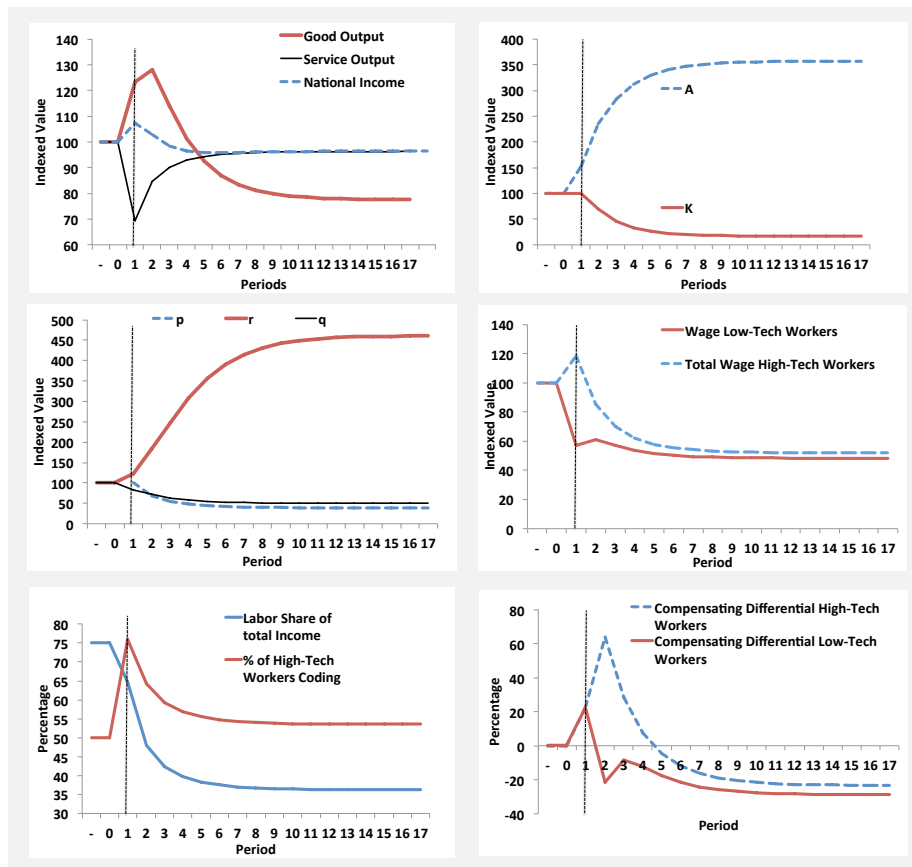 140
130
120
110
100
90
80
70
60
Indexed Value
Good Output
Service Output
National Income
- 0 1 2 3 4 5 6 7 8 9 10 11 12 13 14 15 16 17
Periods
400
350
300
250
200
150
100
50
0
Indexed Value
A
K
- 0 1 2 3 4 5 6 7 8 9 10 11 12 13 14 15 16 17
Periods
500
450
400
350
300
250
200
150
100
50
0
Indexed Value
p r q
- 0 1 2 3 4 5 6 7 8 9 10 11 12 13 14 15 16 17
Period
140
120
100
80
60
40
20
0
Indexed Value
Wage Low-Tech Workers
Total Wage High-Tech Workers
- 0 1 2 3 4 5 6 7 8 9 10 11 12 13 14 15 16 17
Period
80
75
70
65
60
55
50
45
40
35
30
Percentage
Labor Share of
total Income
% of High-Tech
Workers Coding
- 0 1 2 3 4 5 6 7 8 9 10 11 12 13 14 15 16 17
Period
80
60
40
20
0
-20
-40
Percentage
Compensating Differential High-Tech
Workers
Compensating Differential Low-Tech
Workers
- 0 1 2 3 4 5 6 7 8 9 10 11 12 13 14 15 16 17
Period